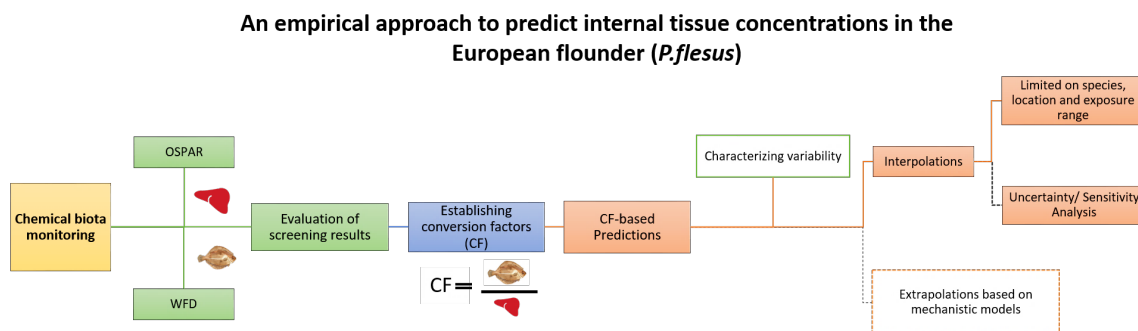 An empirical approach to predict internal tissue concentrations in the
European flounder (P.flesus)
Limited on species,
location and exposure
range
OSPAR
Characterizing variability
Interpolations
Chemical biota
monitoring
Evaluation of
screening results
Establishing
conversion factors
(CF)
CF-based
Predictions
Uncertainty/ Sensitivity
Analysis
WFD
CF =
Extrapolations based on
mechanistic models